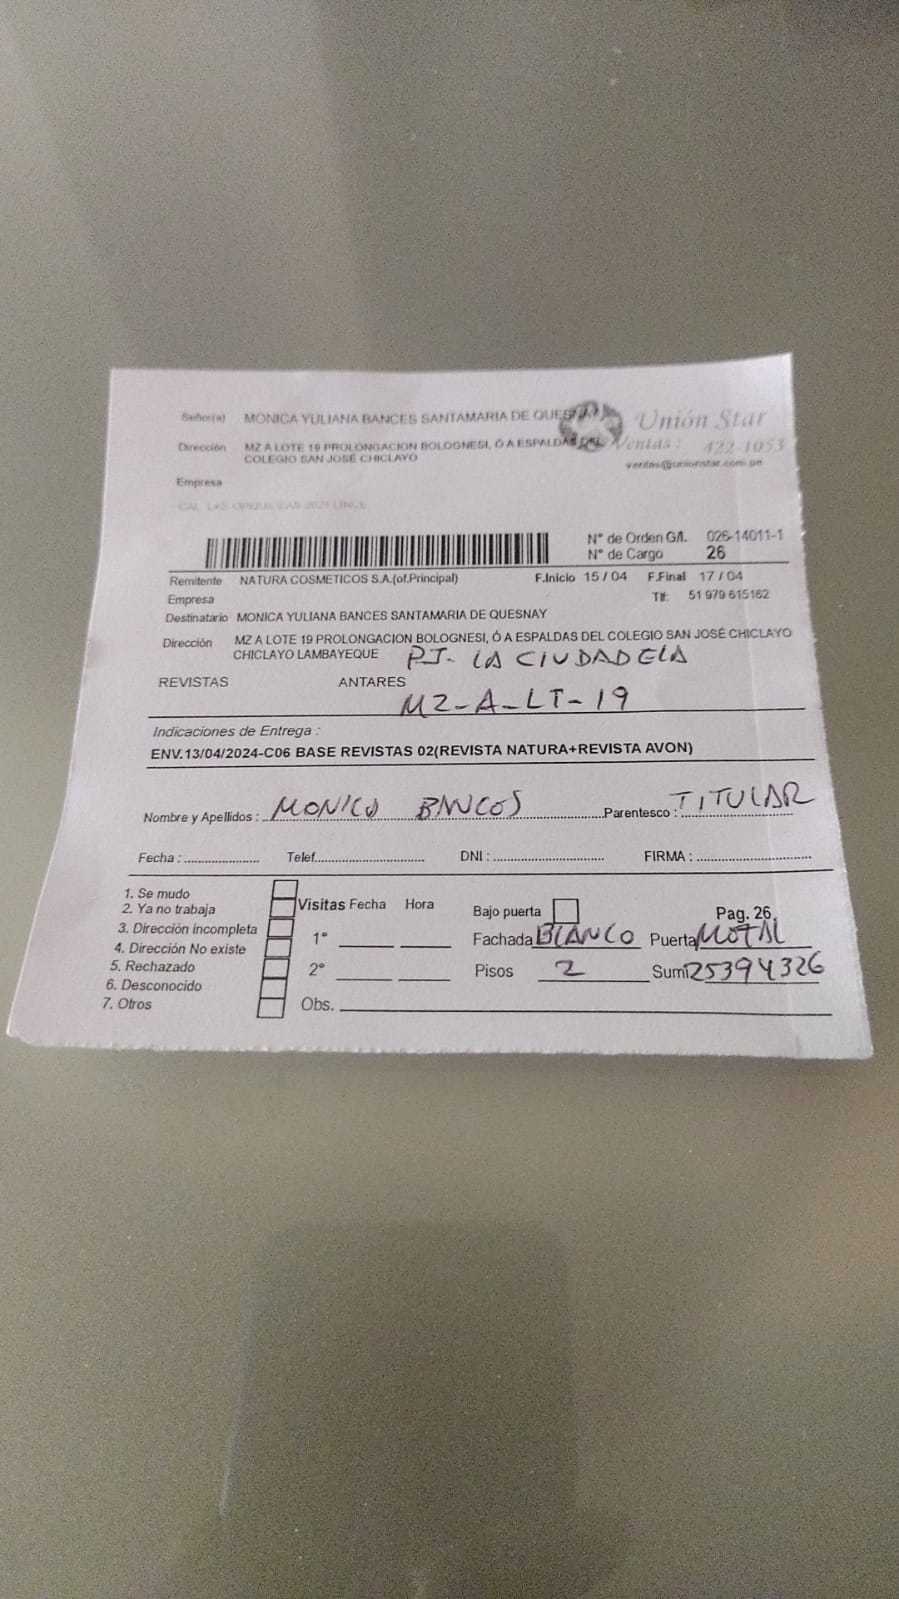 Señor(a) MONICA YULIANA BANCES SANTAMARIA DE QUESNAY
Unión Star
Dirección MZ A LOTE 19 PROLONGACION BOLOGNESI, Ó A ESPALDAS DEL
COLEGIO SAN JOSÉ CHICLAYO
Ventas : 422-1053
ventas@unionstar.com.pe
Empresa
N° de Orden G/I. 026-14011-1
N° de Cargo 26
Remitente NATURA COSMETICOS S.A.(of.Principal) F.Inicio 15 / 04 F.Final 17 / 04
Empresa Tlf: 51 979 615162
Destinatario MONICA YULIANA BANCES SANTAMARIA DE QUESNAY
Dirección MZ A LOTE 19 PROLONGACION BOLOGNESI, Ó A ESPALDAS DEL COLEGIO SAN JOSÉ CHICLAYO
CHICLAYO LAMBAYEQUE PJ. LA CIUDADELA
REVISTAS ANTARES
MZ-A-LT-19
Indicaciones de Entrega :
ENV.13/04/2024-C06 BASE REVISTAS 02(REVISTA NATURA+REVISTA AVON)
Nombre y Apellidos : MONICA BANCES Parentesco : TITULAR
Fecha : Telef. DNI : FIRMA :
1. Se mudo
2. Ya no trabaja
3. Dirección incompleta
4. Dirección No existe
5. Rechazado
6. Desconocido
7. Otros
Visitas Fecha Hora
1°
2°
Obs.
Bajo puerta Pag. 26
Fachada BLANCO Puerta METAL
Pisos 2 Sumi 25394326